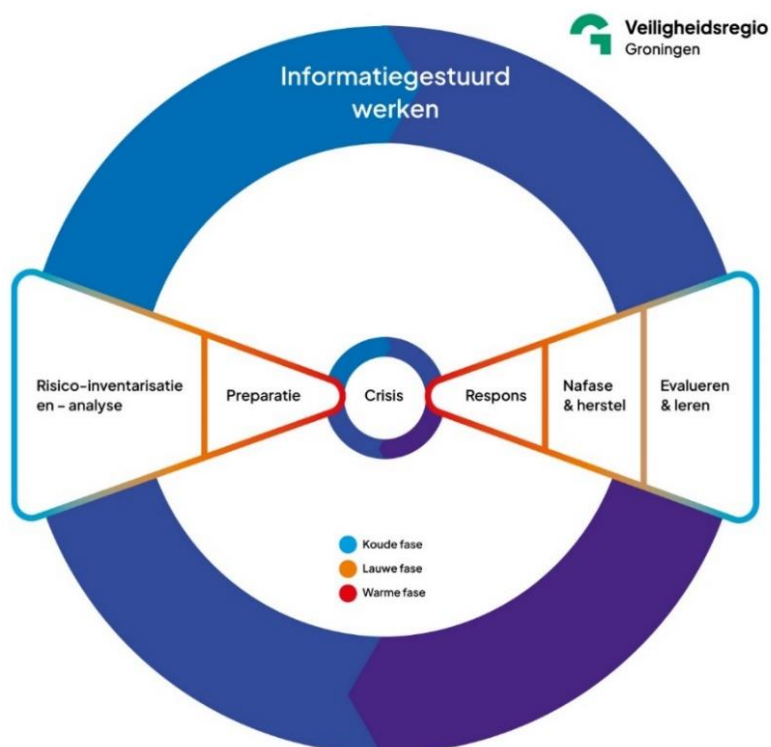 Veiligheidsregio
Groningen
Informatiegestuurd
werken
Risico-inventarisatie
en – analyse
Preparatie
Crisis
Respons
Nafase
& herstel
Evalueren
& leren
Koude fase
Lauwe fase
Warme fase